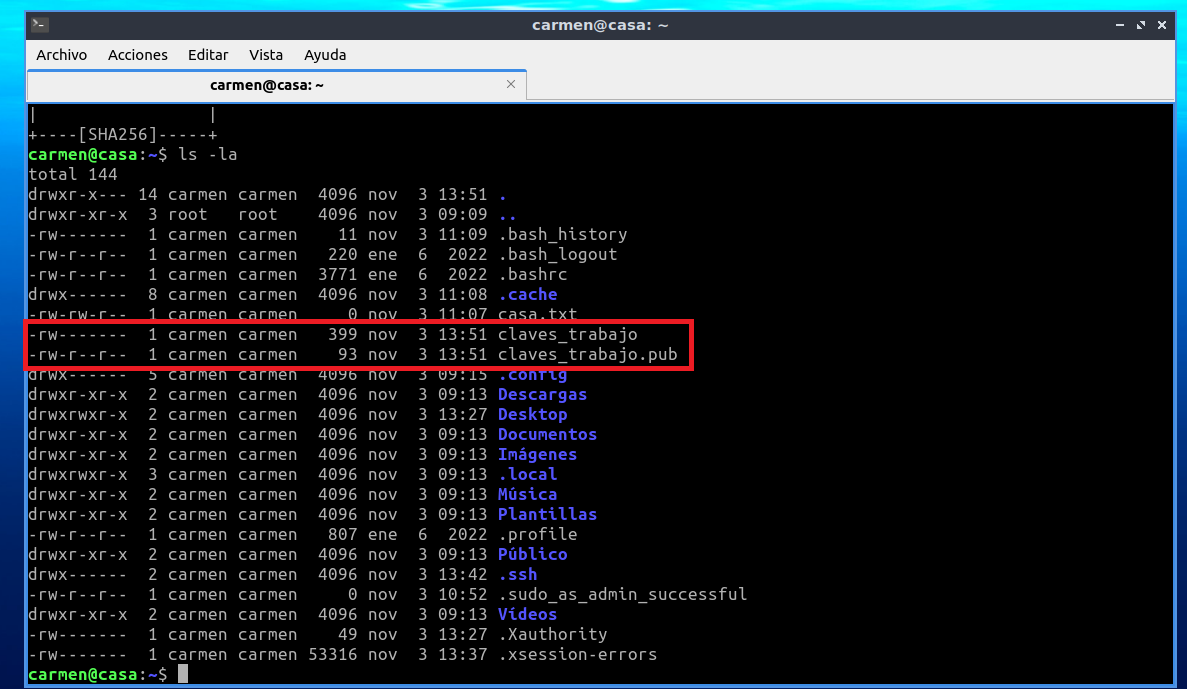 carmen@casa: ~
Archivo Acciones Editar Vista Ayuda
carmen@casa: ~
|                  |
+----[SHA256]-----+
carmen@casa:~$ ls -la
total 144
drwxr-x--- 14 carmen carmen  4096 nov  3 13:51 .
drwxr-xr-x  3 root   root    4096 nov  3 09:09 ..
-rw-------  1 carmen carmen    11 nov  3 11:09 .bash_history
-rw-r--r--  1 carmen carmen   220 ene  6  2022 .bash_logout
-rw-r--r--  1 carmen carmen  3771 ene  6  2022 .bashrc
drwx------  8 carmen carmen  4096 nov  3 11:08 .cache
-rw-rw-r--  1 carmen carmen     0 nov  3 11:07 casa.txt
-rw-------  1 carmen carmen   399 nov  3 13:51 claves_trabajo
-rw-r--r--  1 carmen carmen    93 nov  3 13:51 claves_trabajo.pub
drwx------  5 carmen carmen  4096 nov  3 09:15 .config
drwxr-xr-x  2 carmen carmen  4096 nov  3 09:13 Descargas
drwxrwxr-x  2 carmen carmen  4096 nov  3 13:27 Desktop
drwxr-xr-x  2 carmen carmen  4096 nov  3 09:13 Documentos
drwxr-xr-x  2 carmen carmen  4096 nov  3 09:13 Imágenes
drwxrwxr-x  3 carmen carmen  4096 nov  3 09:13 .local
drwxr-xr-x  2 carmen carmen  4096 nov  3 09:13 Música
drwxr-xr-x  2 carmen carmen  4096 nov  3 09:13 Plantillas
-rw-r--r--  1 carmen carmen   807 ene  6  2022 .profile
drwxr-xr-x  2 carmen carmen  4096 nov  3 09:13 Público
drwx------  2 carmen carmen  4096 nov  3 13:42 .ssh
-rw-r--r--  1 carmen carmen     0 nov  3 10:52 .sudo_as_admin_successful
drwxr-xr-x  2 carmen carmen  4096 nov  3 09:13 Vídeos
-rw-------  1 carmen carmen    49 nov  3 13:27 .Xauthority
-rw-------  1 carmen carmen 53316 nov  3 13:37 .xsession-errors
carmen@casa:~$